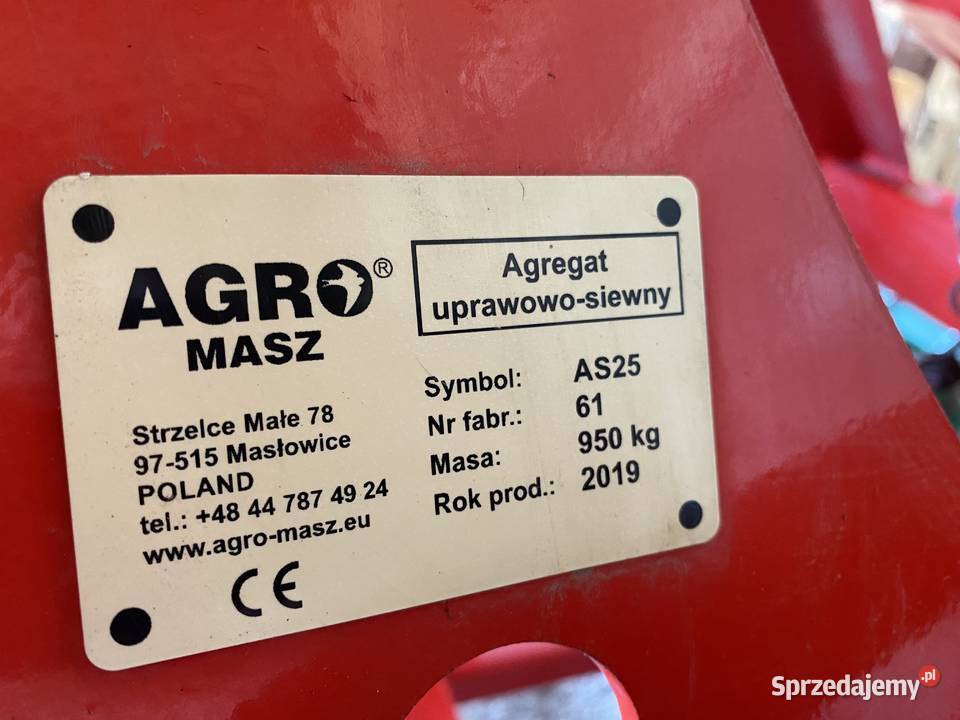 AGRO®
MASZ
Agregat
uprawowo-siewny
Strzelce Małe 78
97-515 Masłowice
POLAND
tel.: +48 44 787 49 24
www.agro-masz.eu
CE
Symbol: AS25
Nr fabr.: 61
Masa: 950 kg
Rok prod.: 2019
Sprzedajemy.pl